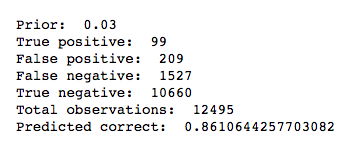 Prior:  0.03
True positive:  99
False positive:  209
False negative:  1527
True negative:  10660
Total observations:  12495
Predicted correct:  0.8610644257703082